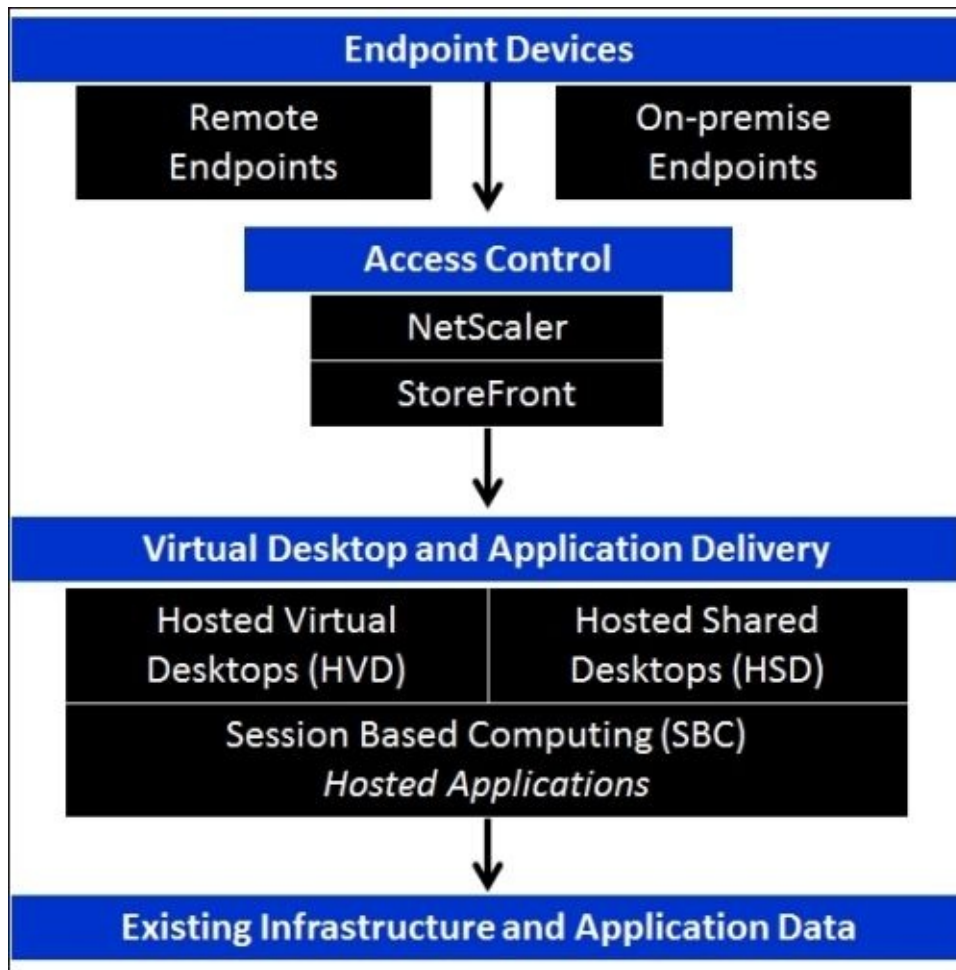 Endpoint Devices
Remote
Endpoints
On-premise
Endpoints
Access Control
NetScaler
StoreFront
Virtual Desktop and Application Delivery
Hosted Virtual
Desktops (HVD)
Hosted Shared
Desktops (HSD)
Session Based Computing (SBC)
Hosted Applications
Existing Infrastructure and Application Data